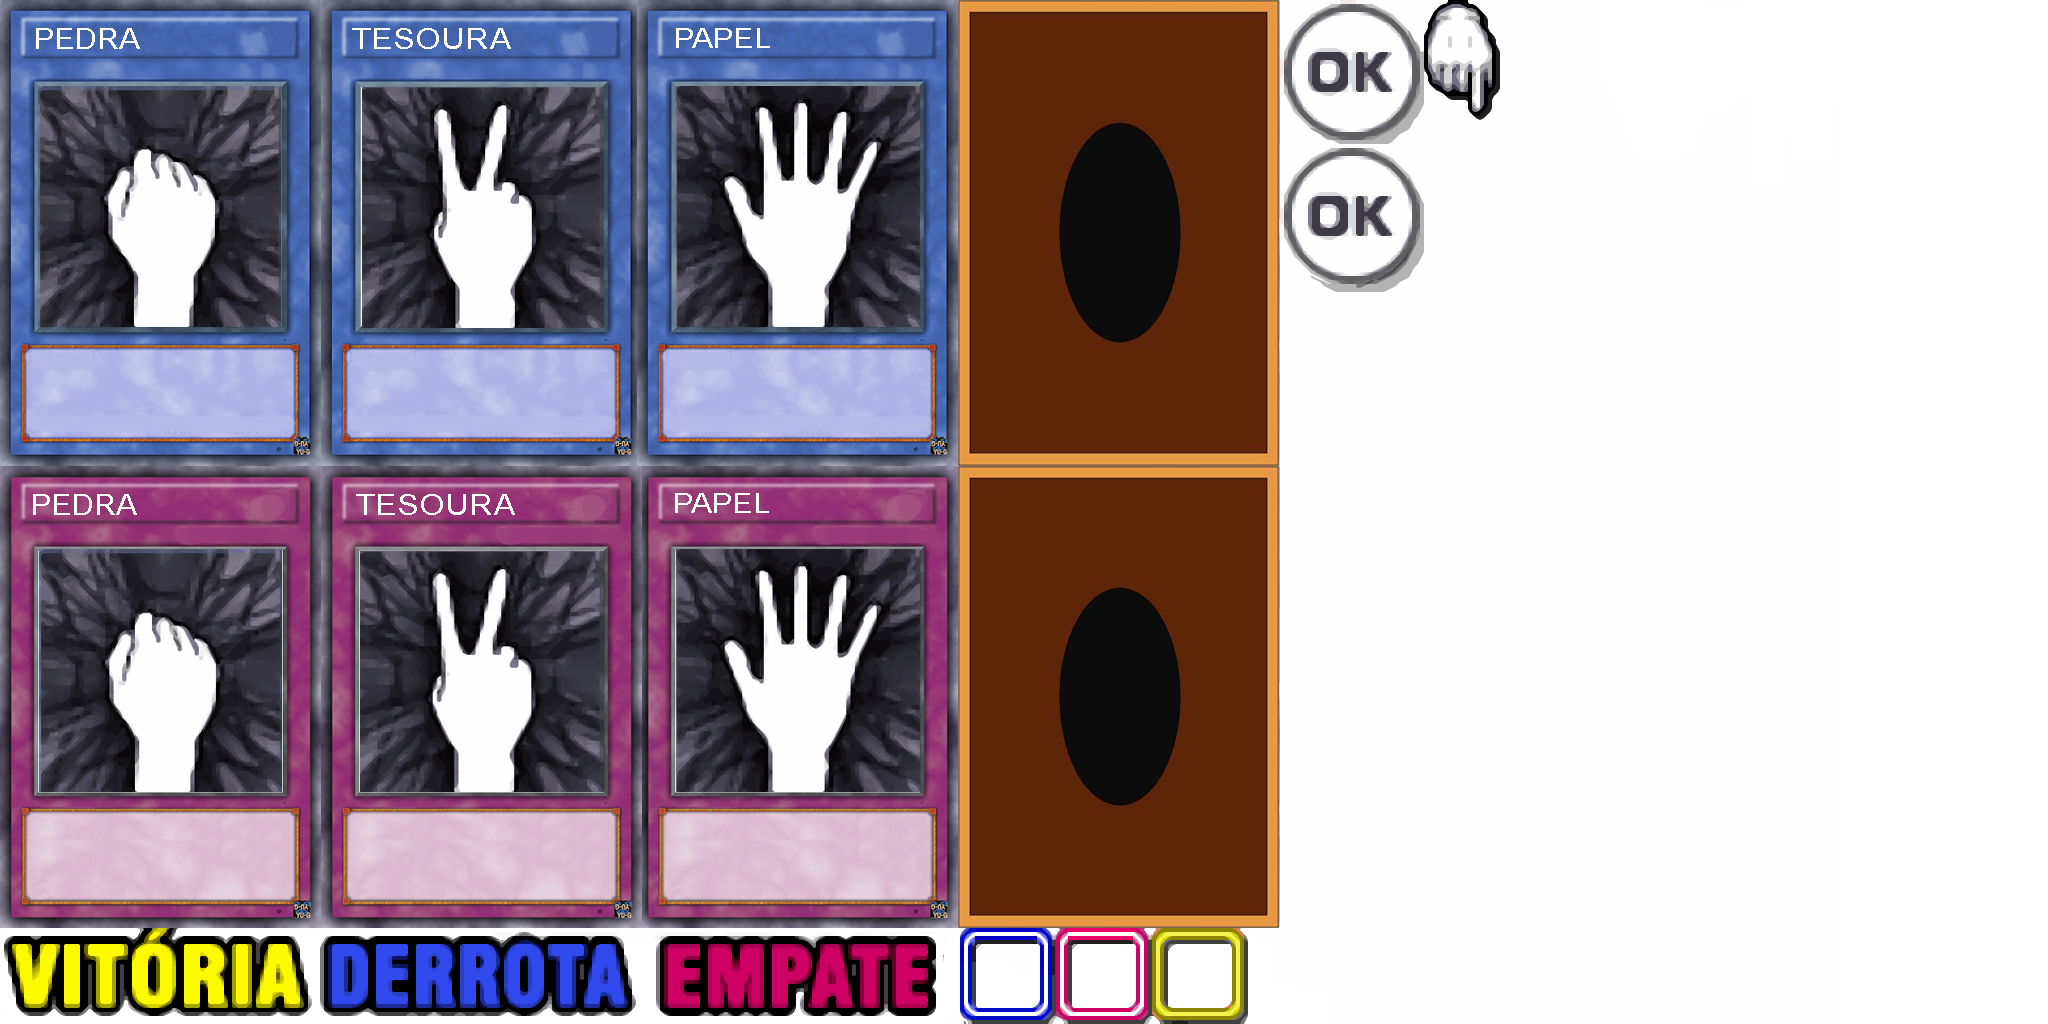 PEDRA
TESOURA
PAPEL
OK
OK
PEDRA
TESOURA
PAPEL
VITÓRIA
DERROTA
EMPATE